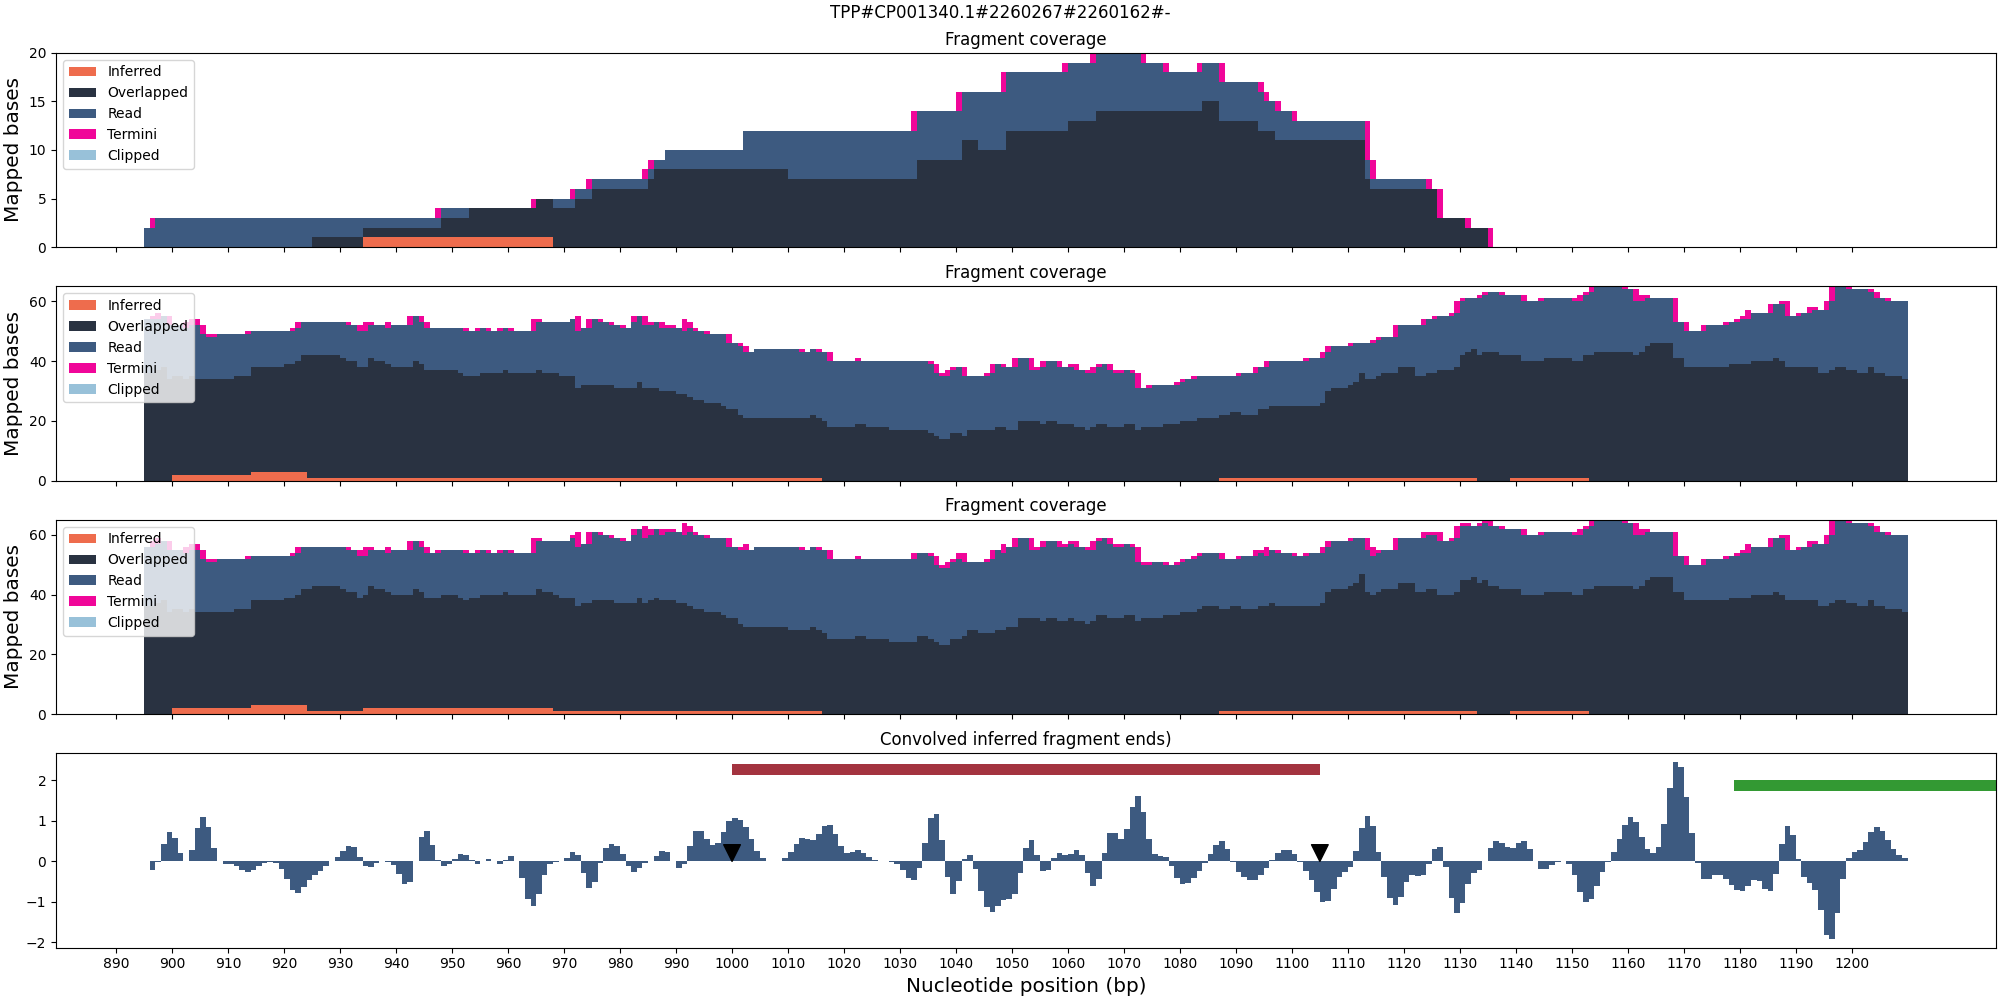 TPP#CP001340.1#2260267#2260162#-
Fragment coverage
20
15
10
5
0
Mapped bases
Inferred
Overlapped
Read
Termini
Clipped
Fragment coverage
60
40
20
0
Mapped bases
Inferred
Overlapped
Read
Termini
Clipped
Fragment coverage
60
40
20
0
Mapped bases
Inferred
Overlapped
Read
Termini
Clipped
Convolved inferred fragment ends)
2
1
0
−1
−2
890 900 910 920 930 940 950 960 970 980 990 1000 1010 1020 1030 1040 1050 1060 1070 1080 1090 1100 1110 1120 1130 1140 1150 1160 1170 1180 1190 1200
Nucleotide position (bp)